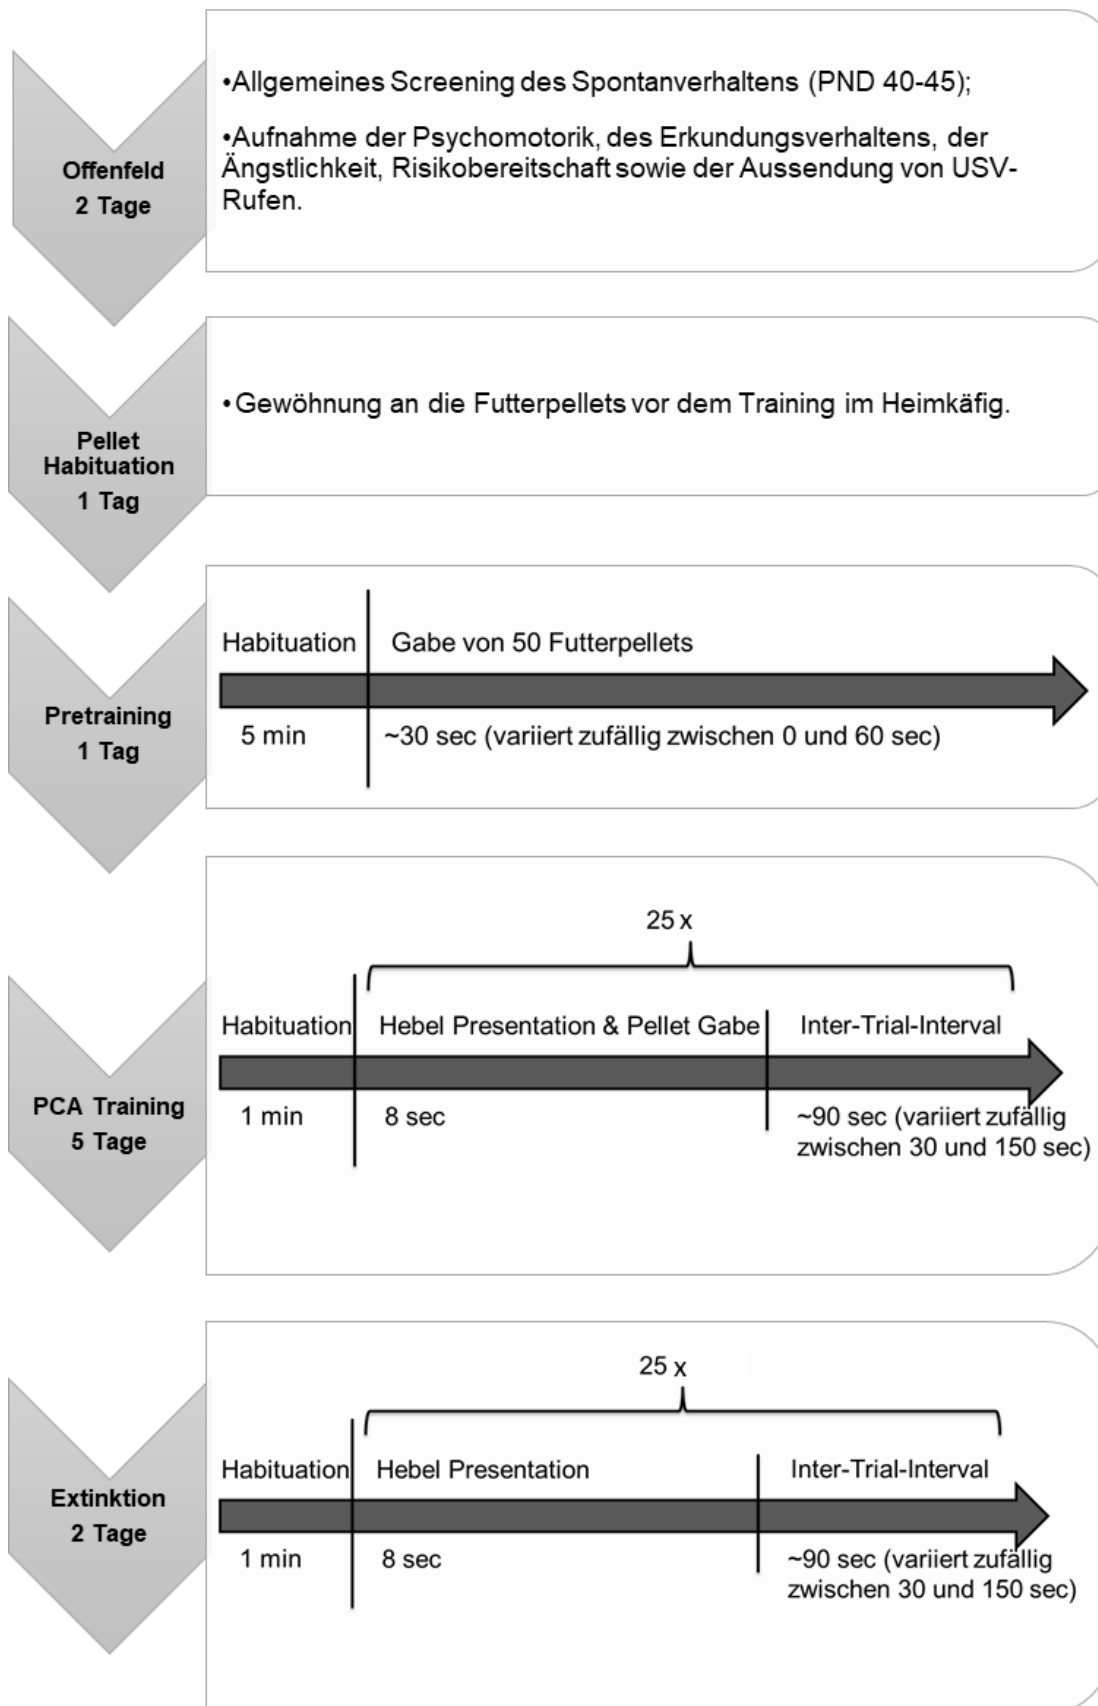 •Allgemeines Screening des Spontanverhaltens (PND 40-45);
•Aufnahme der Psychomotorik, des Erkundungsverhaltens, der
Ängstlichkeit, Risikobereitschaft sowie der Aussendung von USV-
Rufen.
Offenfeld
2 Tage
•Gewöhnung an die Futterpellets vor dem Training im Heimkäfig.
Pellet
Habituation
1 Tag
Habituation
Gabe von 50 Futterpellets
Pretraining
1 Tag
5 min
~30 sec (variiert zufällig zwischen 0 und 60 sec)
25 x
Habituation
Hebel Presentation & Pellet Gabe
Inter-Trial-Interval
PCA Training
5 Tage
1 min
8 sec
~90 sec (variiert zufällig
zwischen 30 und 150 sec)
25 x
Habituation
Hebel Presentation
Inter-Trial-Interval
Extinktion
2 Tage
1 min
8 sec
~90 sec (variiert zufällig
zwischen 30 und 150 sec)